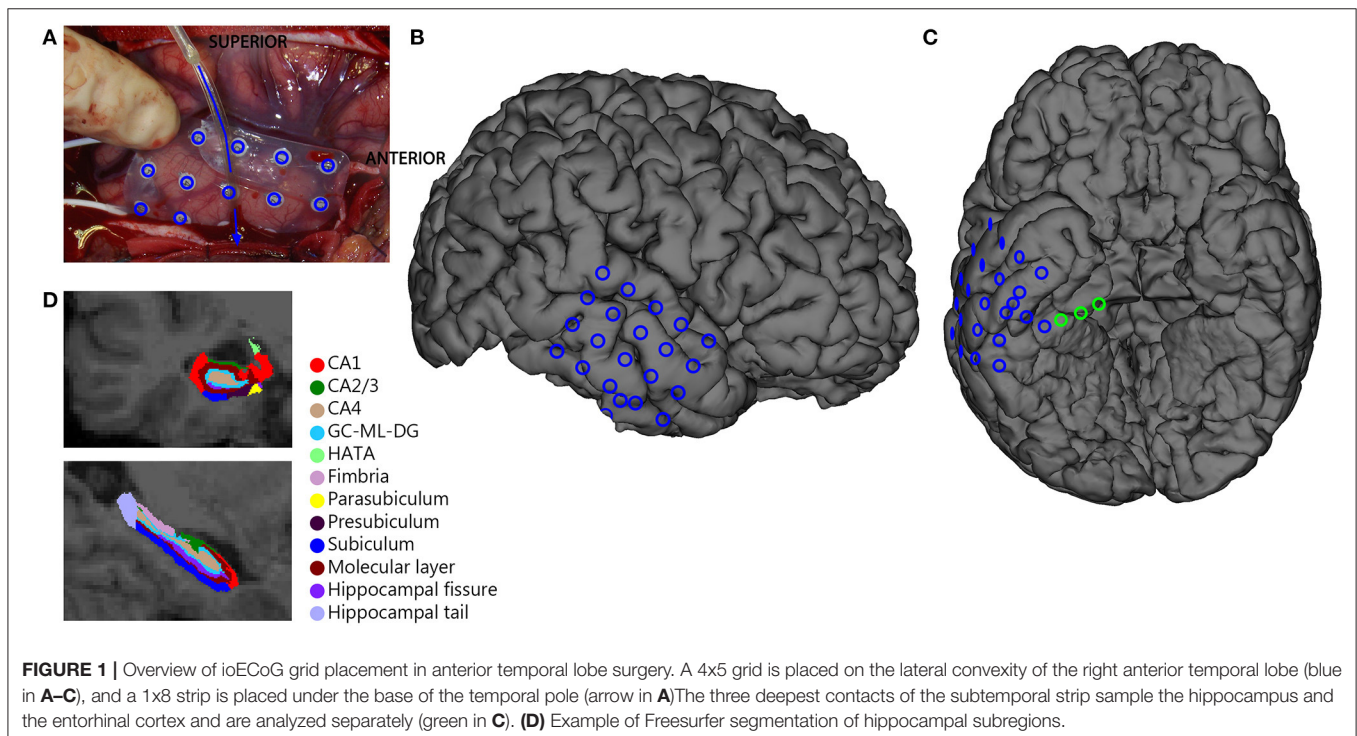 A
SUPERIOR
ANTERIOR
B
C
D
CA1
CA2/3
CA4
GC-ML-DG
HATA
Fimbria
Parasubiculum
Presubiculum
Subiculum
Molecular layer
Hippocampal fissure
Hippocampal tail
FIGURE 1 | Overview of ioECoG grid placement in anterior temporal lobe surgery. A 4x5 grid is placed on the lateral convexity of the right anterior temporal lobe (blue
in A–C), and a 1x8 strip is placed under the base of the temporal pole (arrow in A)The three deepest contacts of the subtemporal strip sample the hippocampus and
the entorhinal cortex and are analyzed separately (green in C). (D) Example of Freesurfer segmentation of hippocampal subregions.